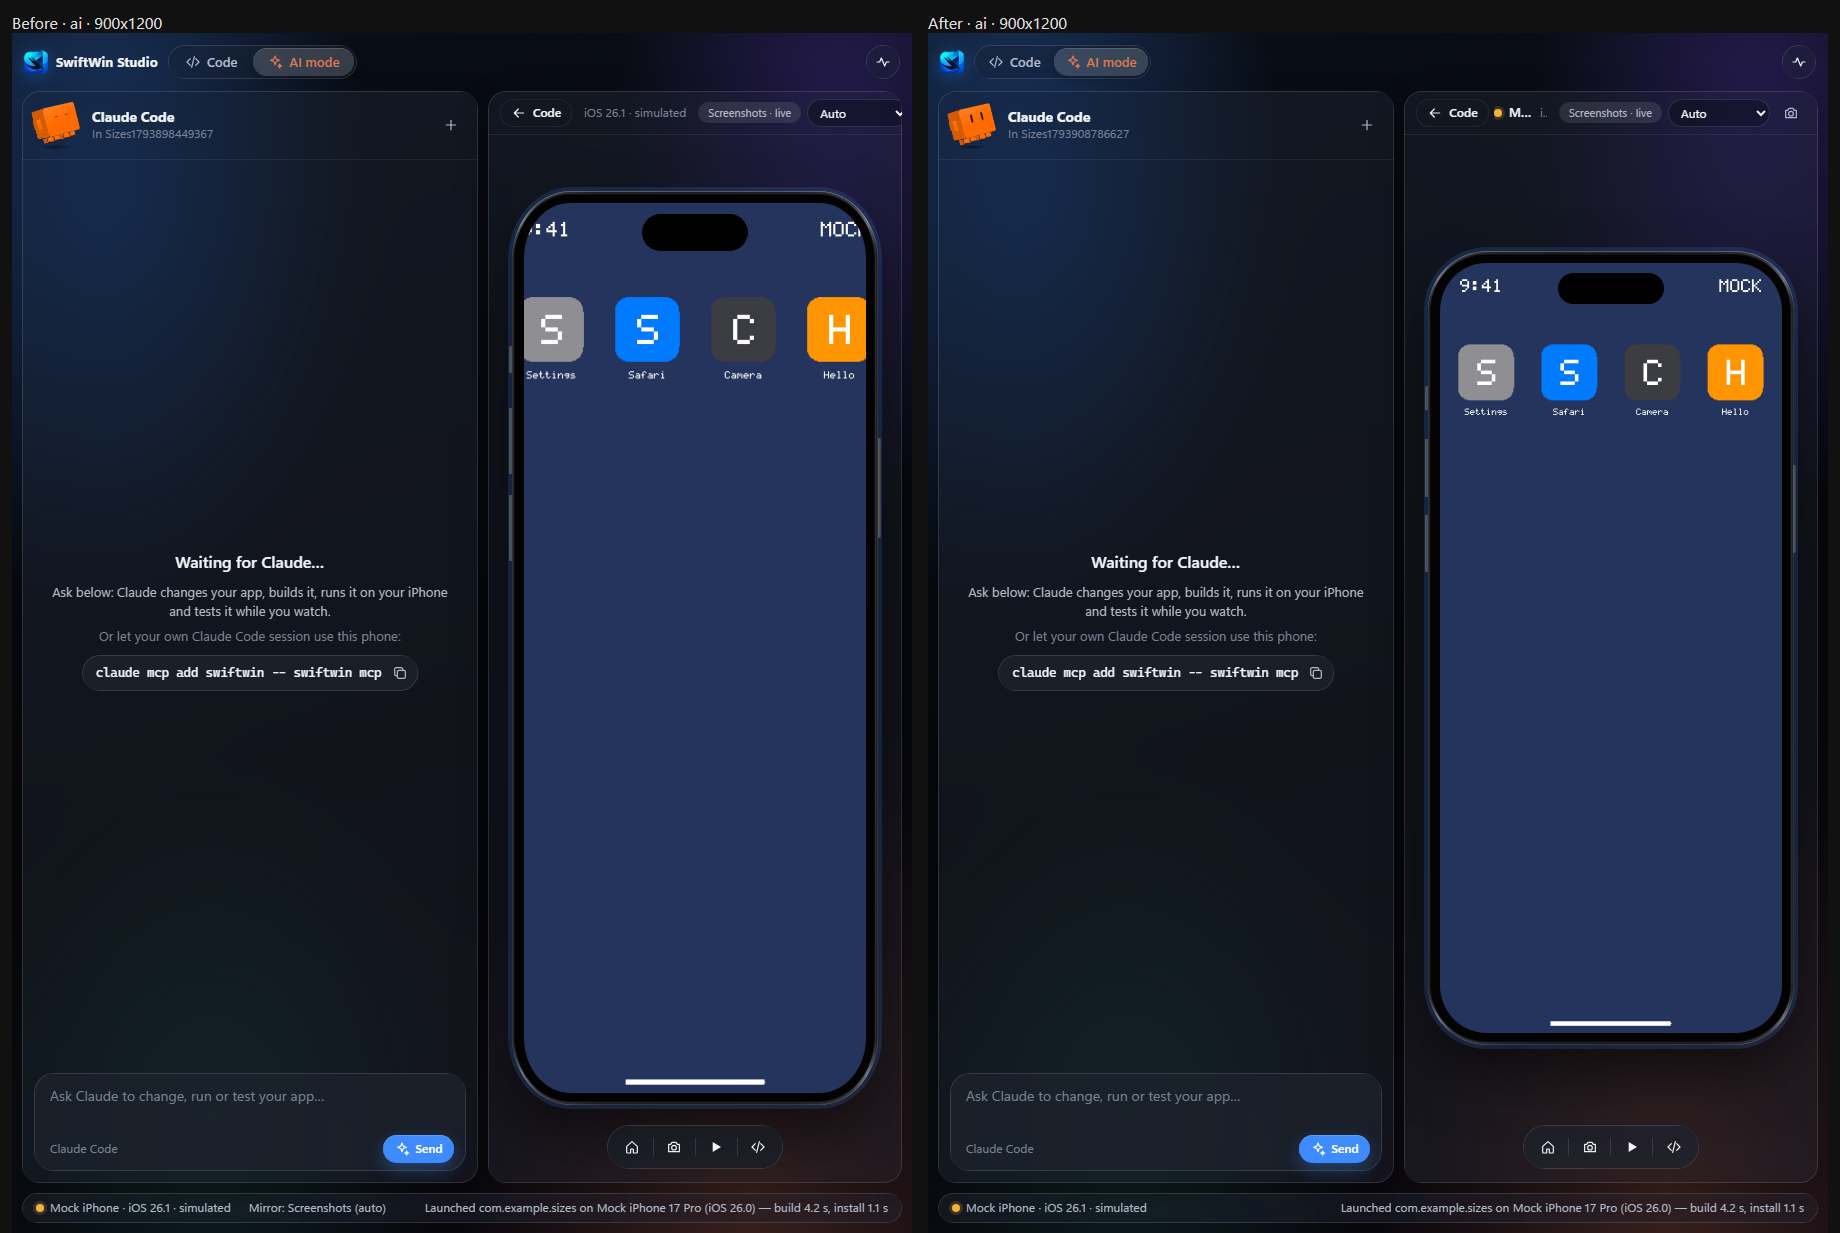 Before · ai · 900x1200
SwiftWin Studio
Code
AI mode
Claude Code
In Sizes1793898449367
Code
iOS 26.1 · simulated
Screenshots · live
Auto
:41
MOC
S
S
C
H
Settings
Safari
Camera
Hello
Waiting for Claude...
Ask below: Claude changes your app, builds it, runs it on your iPhone
and tests it while you watch.
Or let your own Claude Code session use this phone:
claude mcp add swiftwin -- swiftwin mcp
Ask Claude to change, run or test your app...
Claude Code
Send
Mock iPhone · iOS 26.1 · simulated
Mirror: Screenshots (auto)
Launched com.example.sizes on Mock iPhone 17 Pro (iOS 26.0) — build 4.2 s, install 1.1 s
After · ai · 900x1200
Code
AI mode
Claude Code
In Sizes1793908786627
Code
M...
i..
Screenshots · live
Auto
9:41
MOCK
S
S
C
H
Settings
Safari
Camera
Hello
Waiting for Claude...
Ask below: Claude changes your app, builds it, runs it on your iPhone
and tests it while you watch.
Or let your own Claude Code session use this phone:
claude mcp add swiftwin -- swiftwin mcp
Ask Claude to change, run or test your app...
Claude Code
Send
Mock iPhone · iOS 26.1 · simulated
Launched com.example.sizes on Mock iPhone 17 Pro (iOS 26.0) — build 4.2 s, install 1.1 s